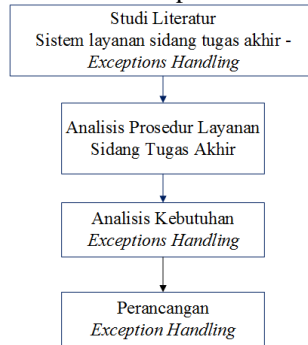 Studi Literatur
Sistem layanan sidang tugas akhir -
Exceptions Handling
Analisis Prosedur Layanan
Sidang Tugas Akhir
Analisis Kebutuhan
Exceptions Handling
Perancangan
Exception Handling